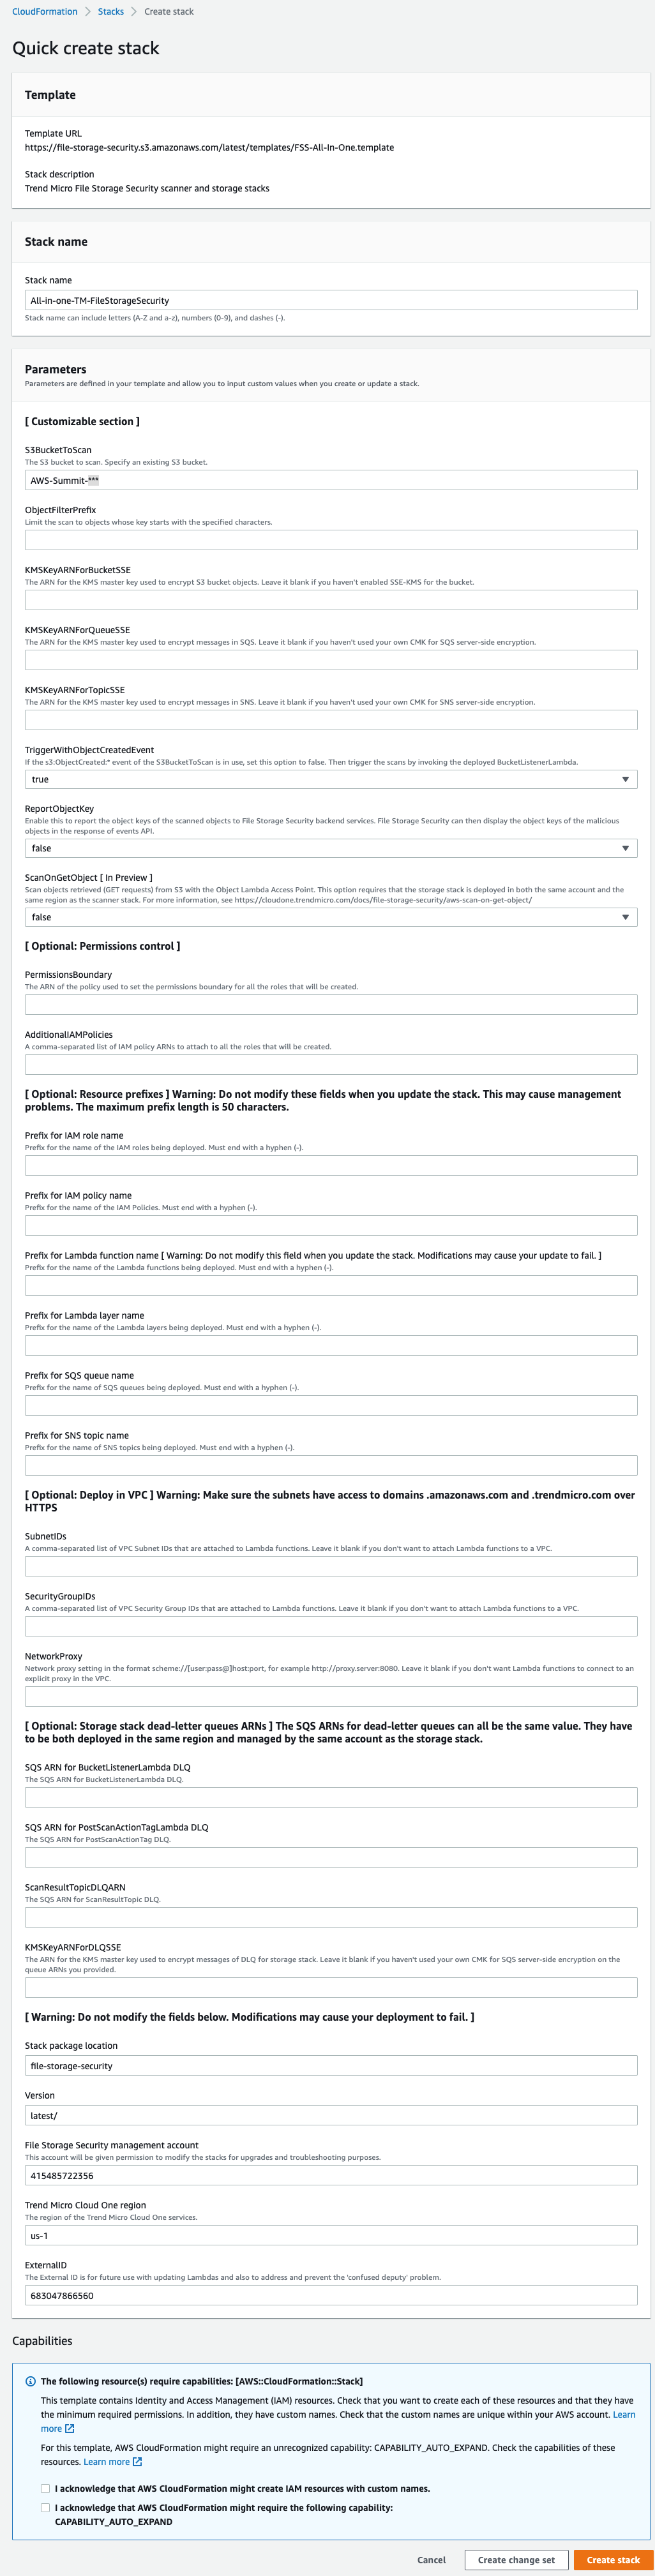 CloudFormation > Stacks > Create stack
Quick create stack
Template
Template URL
https://file-storage-security.s3.amazonaws.com/latest/templates/FSS-All-In-One.template
Stack description
Trend Micro File Storage Security scanner and storage stacks
Stack name
Stack name
All-in-one-TM-FileStorageSecurity
Stack name can include letters (A-Z and a-z), numbers (0-9), and dashes (-).
Parameters
Parameters are defined in your template and allow you to input custom values when you create or update a stack.
[ Customizable section ]
S3BucketToScan
The S3 bucket to scan. Specify an existing S3 bucket.
AWS-Summit-***
ObjectFilterPrefix
Limit the scan to objects whose key starts with the specified characters.
KMSKeyARNForBucketSSE
The ARN for the KMS master key used to encrypt S3 bucket objects. Leave it blank if you haven't enabled SSE-KMS for the bucket.
KMSKeyARNForQueueSSE
The ARN for the KMS master key used to encrypt messages in SQS. Leave it blank if you haven't used your own CMK for SQS server-side encryption.
KMSKeyARNForTopicSSE
The ARN for the KMS master key used to encrypt messages in SNS. Leave it blank if you haven't used your own CMK for SNS server-side encryption.
TriggerWithObjectCreatedEvent
If the s3:ObjectCreated:* event of the S3BucketToScan is in use, set this option to false. Then trigger the scans by invoking the deployed BucketListenerLambda.
true
ReportObjectKey
Enable this to report the object keys of the scanned objects to File Storage Security backend services. File Storage Security can then display the object keys of the malicious
objects in the response of events API.
false
ScanOnGetObject [ In Preview ]
Scan objects retrieved (GET requests) from S3 with the Object Lambda Access Point. This option requires that the storage stack is deployed in both the same account and the
same region as the scanner stack. For more information, see https://cloudone.trendmicro.com/docs/file-storage-security/aws-scan-on-get-object/
false
[ Optional: Permissions control ]
PermissionsBoundary
The ARN of the policy used to set the permissions boundary for all the roles that will be created.
AdditionalIAMPolicies
A comma-separated list of IAM policy ARNs to attach to all the roles that will be created.
[ Optional: Resource prefixes ] Warning: Do not modify these fields when you update the stack. This may cause management
problems. The maximum prefix length is 50 characters.
Prefix for IAM role name
Prefix for the name of the IAM roles being deployed. Must end with a hyphen (-).
Prefix for IAM policy name
Prefix for the name of the IAM Policies. Must end with a hyphen (-).
Prefix for Lambda function name [ Warning: Do not modify this field when you update the stack. Modifications may cause your update to fail. ]
Prefix for the name of the Lambda functions being deployed. Must end with a hyphen (-).
Prefix for Lambda layer name
Prefix for the name of the Lambda layers being deployed. Must end with a hyphen (-).
Prefix for SQS queue name
Prefix for the name of SQS queues being deployed. Must end with a hyphen (-).
Prefix for SNS topic name
Prefix for the name of SNS topics being deployed. Must end with a hyphen (-).
[ Optional: Deploy in VPC ] Warning: Make sure the subnets have access to domains .amazonaws.com and .trendmicro.com over
HTTPS
SubnetIDs
A comma-separated list of VPC Subnet IDs that are attached to Lambda functions. Leave it blank if you don't want to attach Lambda functions to a VPC.
SecurityGroupIDs
A comma-separated list of VPC Security Group IDs that are attached to Lambda functions. Leave it blank if you don't want to attach Lambda functions to a VPC.
NetworkProxy
Network proxy setting in the format scheme://[user:pass@]host:port, for example http://proxy.server:8080. Leave it blank if you don't want Lambda functions to connect to an
explicit proxy in the VPC.
[ Optional: Storage stack dead-letter queues ARNs ] The SQS ARNs for dead-letter queues can all be the same value. They have
to be both deployed in the same region and managed by the same account as the storage stack.
SQS ARN for BucketListenerLambda DLQ
The SQS ARN for BucketListenerLambda DLQ.
SQS ARN for PostScanActionTagLambda DLQ
The SQS ARN for PostScanActionTag DLQ.
ScanResultTopicDLQARN
The SQS ARN for ScanResultTopic DLQ.
KMSKeyARNForDLQSSE
The ARN for the KMS master key used to encrypt messages of DLQ for storage stack. Leave it blank if you haven't used your own CMK for SQS server-side encryption on the
queue ARNs you provided.
[ Warning: Do not modify the fields below. Modifications may cause your deployment to fail. ]
Stack package location
file-storage-security
Version
latest/
File Storage Security management account
This account will be given permission to modify the stacks for upgrades and troubleshooting purposes.
415485722356
Trend Micro Cloud One region
The region of the Trend Micro Cloud One services.
us-1
ExternalID
The External ID is for future use with updating Lambdas and also to address and prevent the 'confused deputy' problem.
683047866560
Capabilities
The following resource(s) require capabilities: [AWS::CloudFormation::Stack]
This template contains Identity and Access Management (IAM) resources. Check that you want to create each of these resources and that they have
the minimum required permissions. In addition, they have custom names. Check that the custom names are unique within your AWS account. Learn
more
For this template, AWS CloudFormation might require an unrecognized capability: CAPABILITY_AUTO_EXPAND. Check the capabilities of these
resources. Learn more
I acknowledge that AWS CloudFormation might create IAM resources with custom names.
I acknowledge that AWS CloudFormation might require the following capability:
CAPABILITY_AUTO_EXPAND
Cancel Create change set Create stack